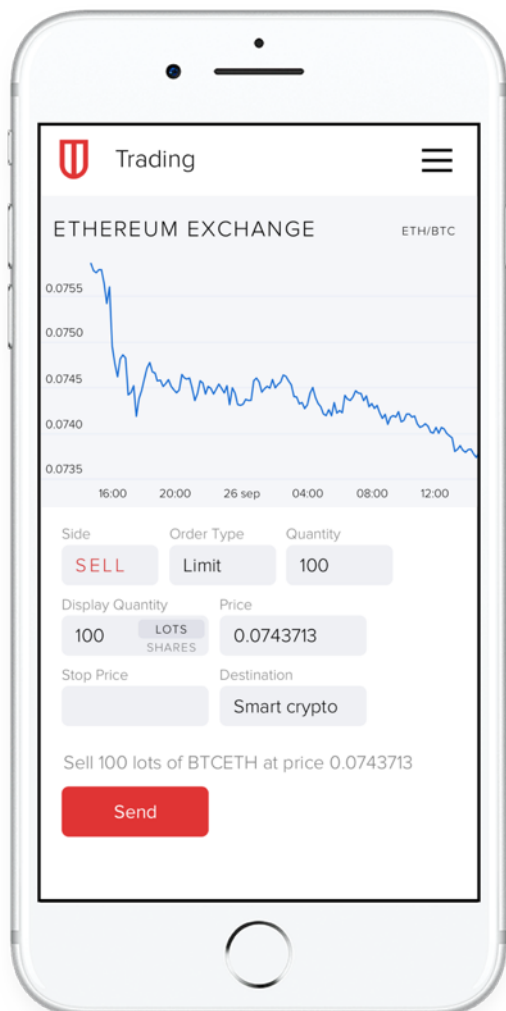 Trading
ETHEREUM EXCHANGE ETH/BTC
0.0755
0.0750
0.0745
0.0740
0.0735
16:00 20:00 26 sep 04:00 08:00 12:00
Side Order Type Quantity
SELL Limit 100
Display Quantity Price
100 LOTS SHARES 0.0743713
Stop Price Destination
Smart crypto
Sell 100 lots of BTCETH at price 0.0743713
Send